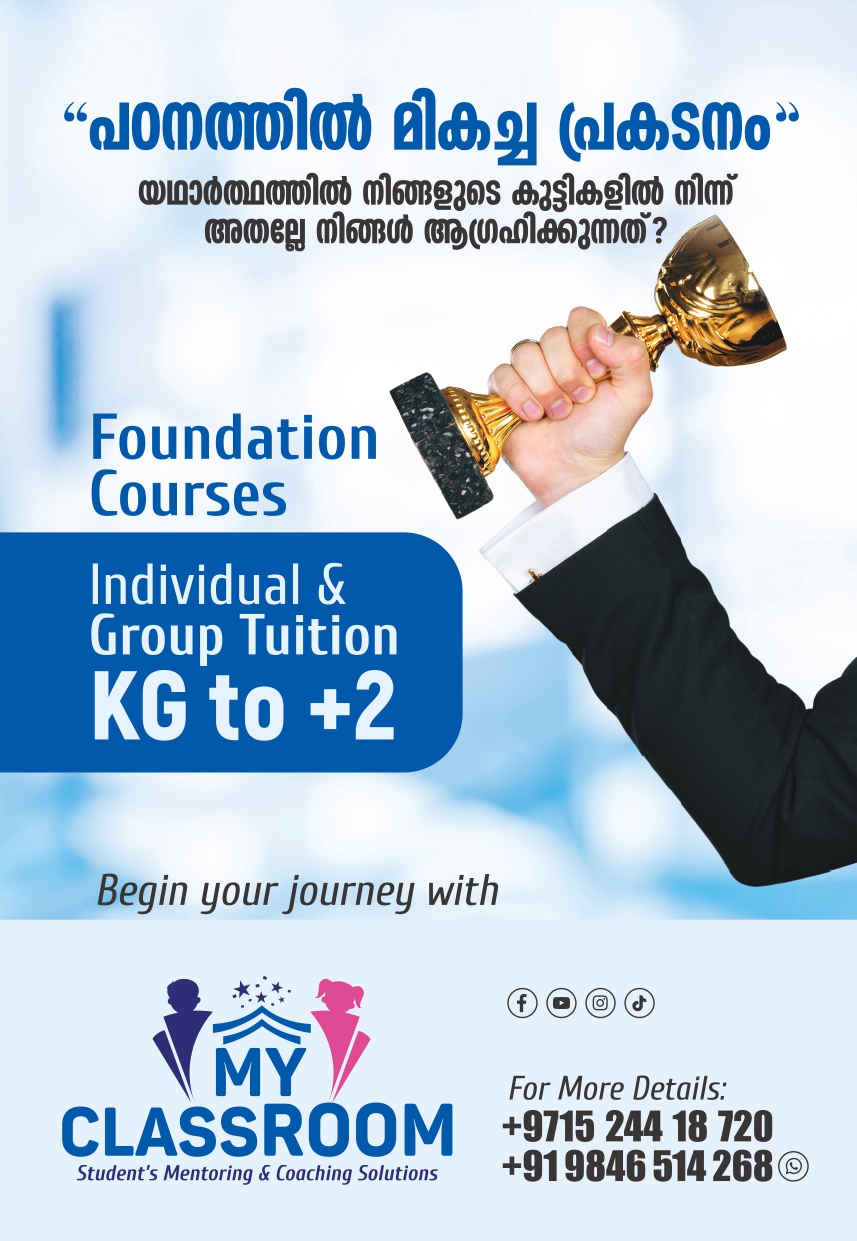 “പഠനത്തിൽ മികച്ച പ്രകടനം”
യഥാർത്ഥത്തിൽ നിങ്ങളുടെ കുട്ടികളിൽ നിന്ന്
അതല്ലേ നിങ്ങൾ ആഗ്രഹിക്കുന്നത്?
Foundation
Courses
Individual &
Group Tuition
KG to +2
Begin your journey with
MY
CLASSROOM
Student's Mentoring & Coaching Solutions
For More Details:
+9715 244 18 720
+91 9846 514 268